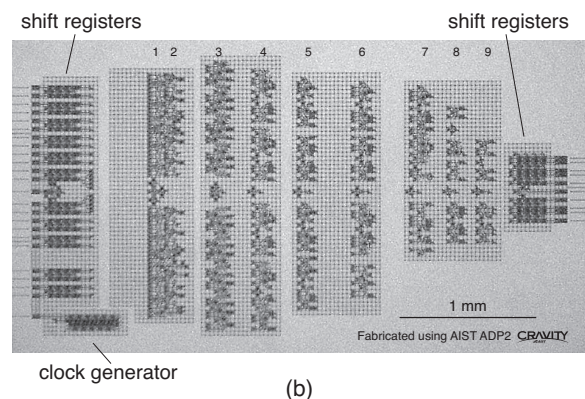 shift registers
shift registers
1 2 3 4 5 6 7 8 9
1 mm
Fabricated using AIST ADP2 CRAVITY
clock generator
(b)